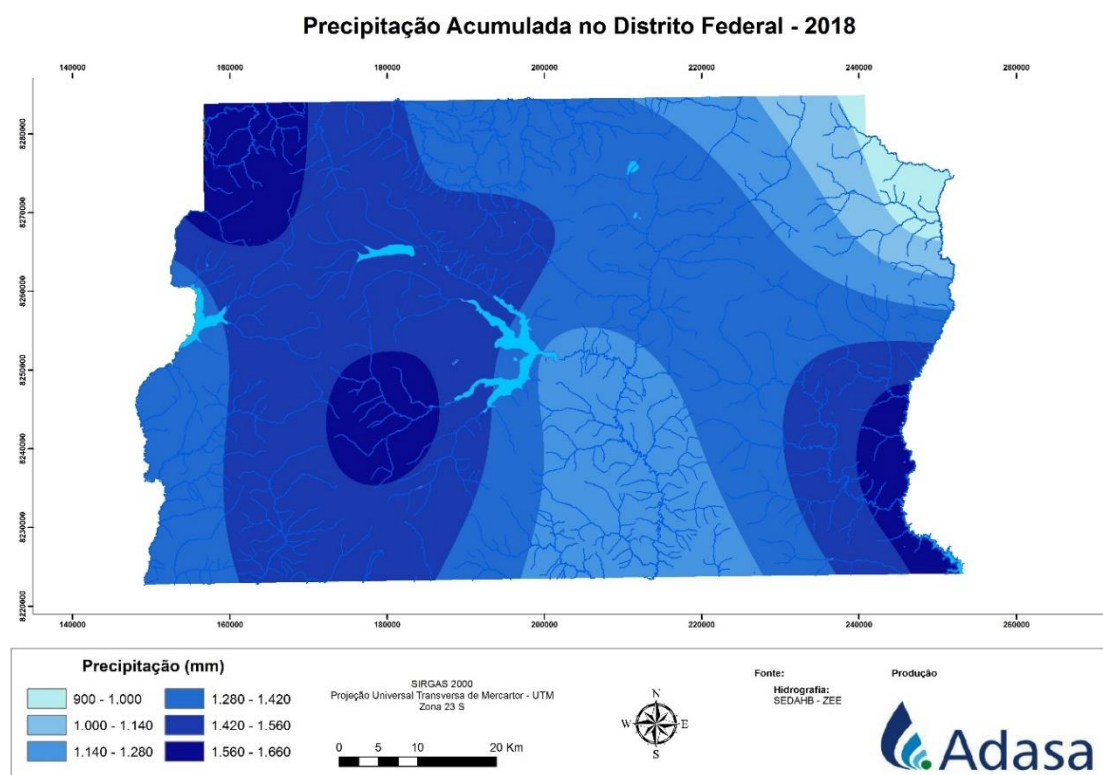 Precipitação Acumulada no Distrito Federal - 2018
140000 160000 180000 200000 220000 240000 260000
8280000
8270000
8260000
8250000
8240000
8230000
8220000
140000 160000 180000 200000 220000 240000 260000
Precipitação (mm)
900 - 1.000
1.000 - 1.140
1.140 - 1.280
1.280 - 1.420
1.420 - 1.560
1.560 - 1.660
SIRGAS 2000
Projeção Universal Transversa de Mercartor - UTM
Zona 23 S
0 5 10 20 Km
N
W E
S
Fonte:
Hidrografia:
SEDAHB - ZEE
Produção
Adasa